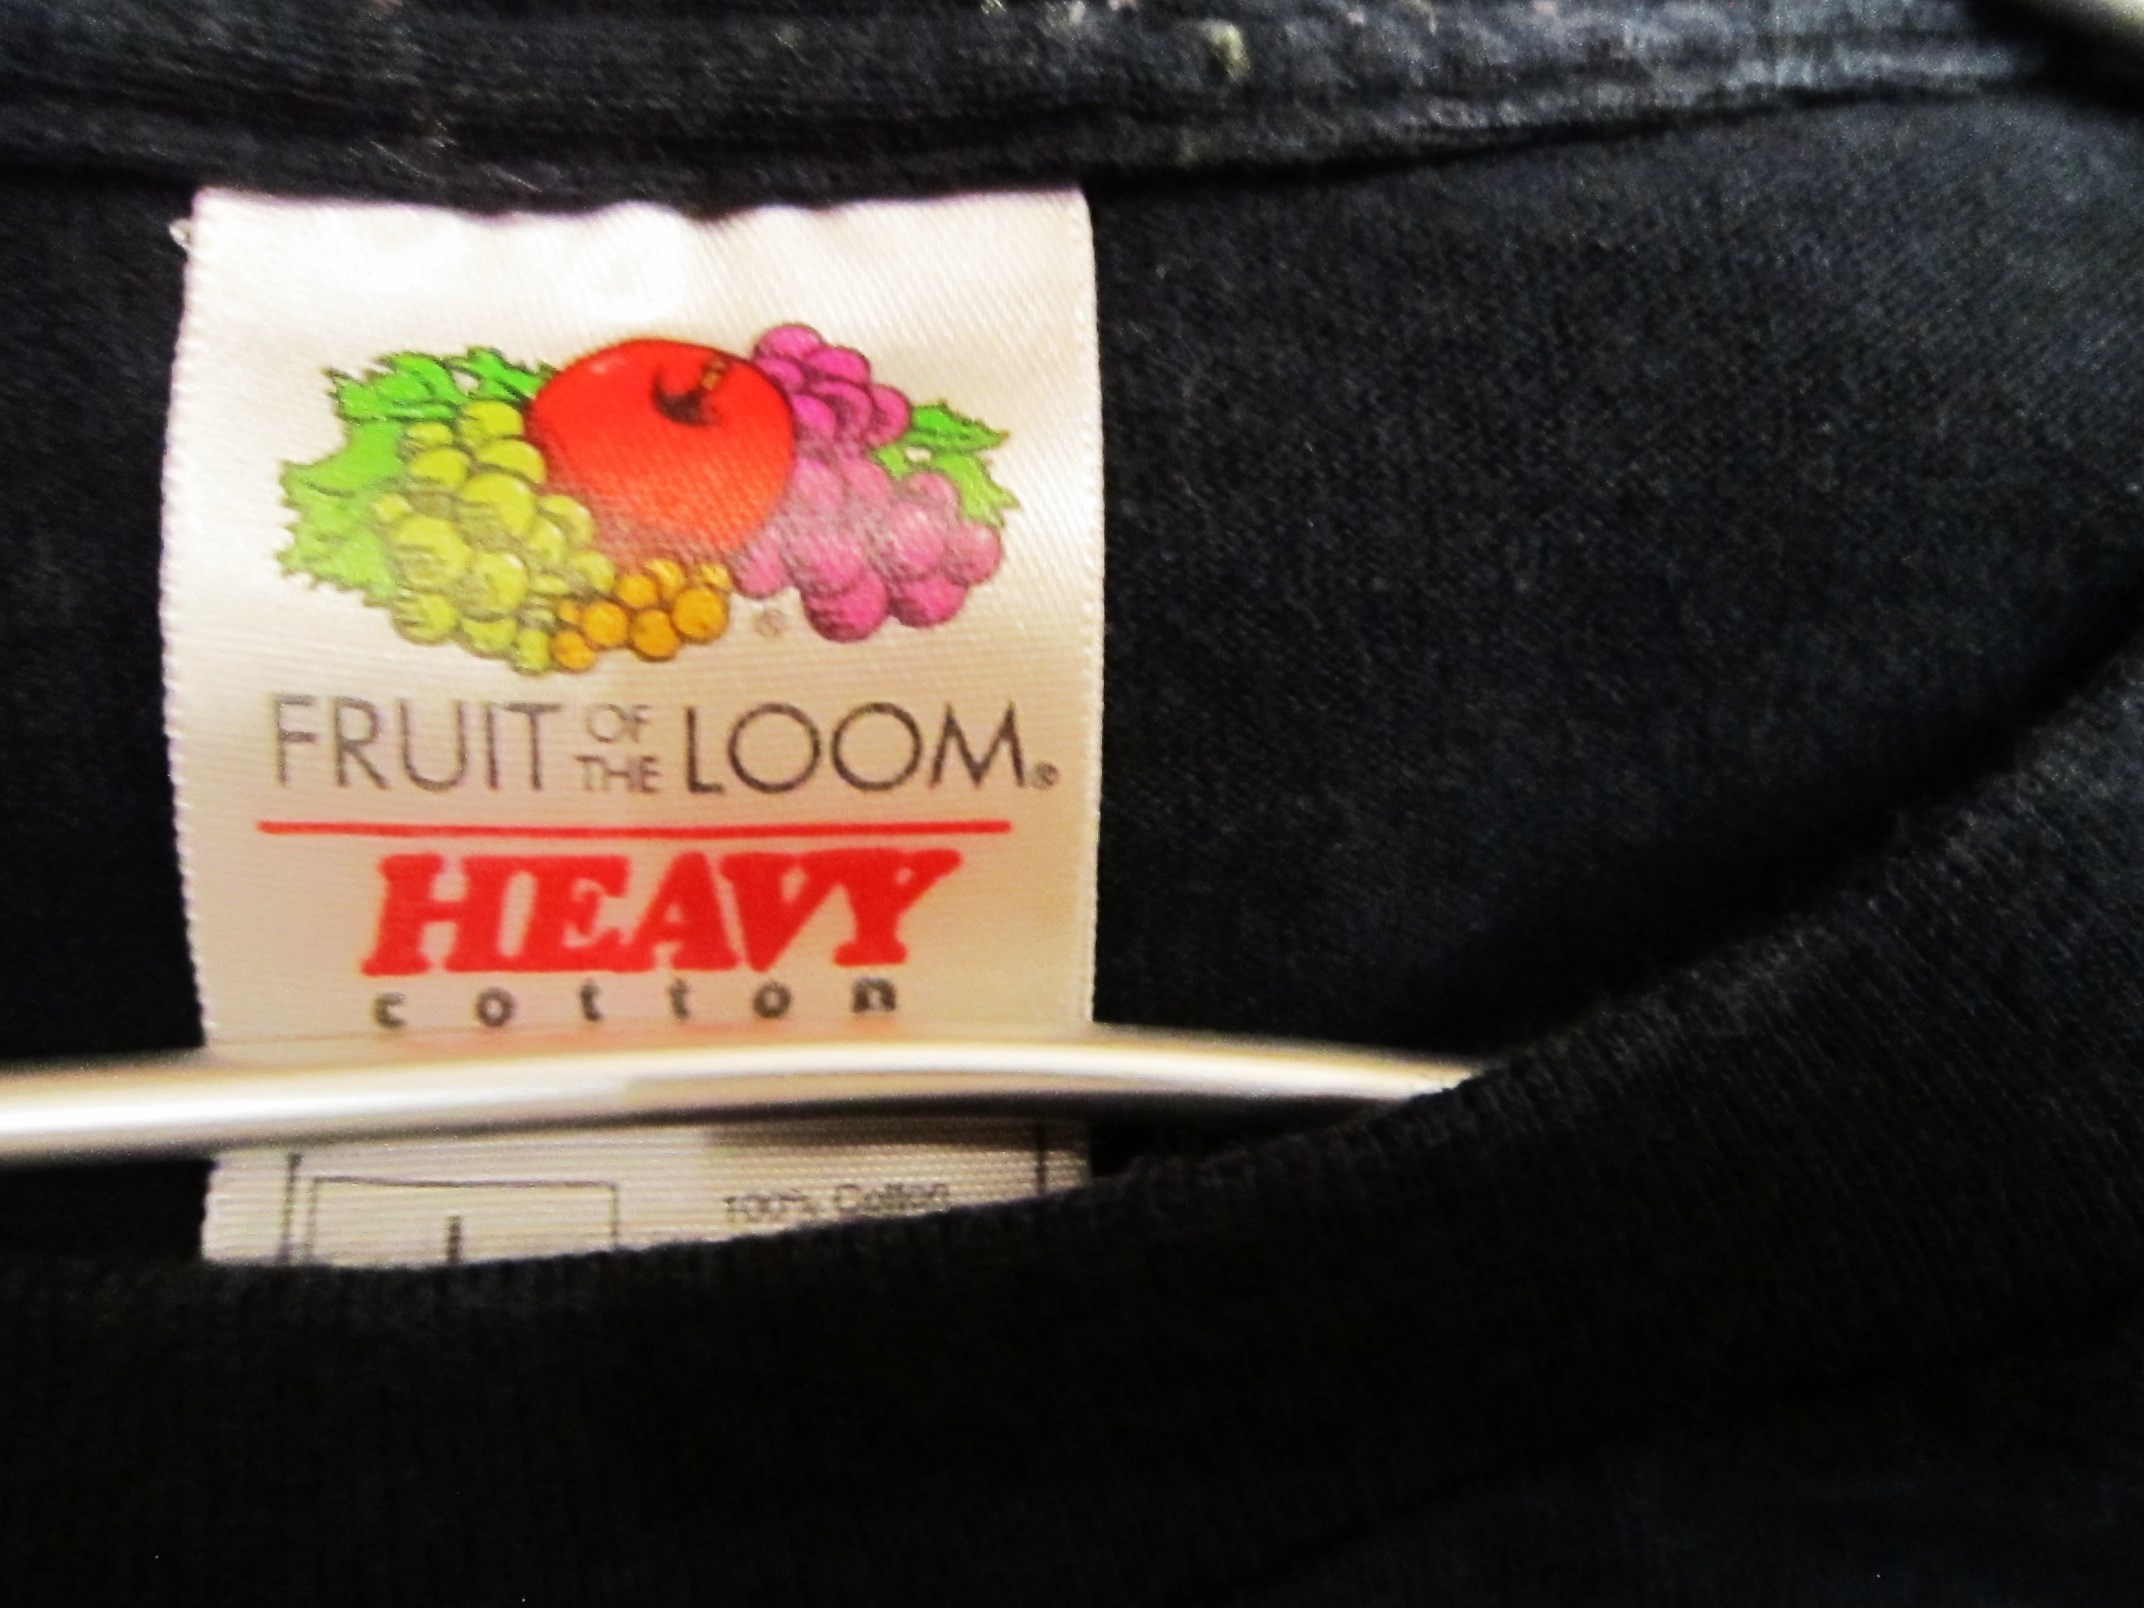 ®
FRUIT OF THE LOOM®
HEAVY
cotton
100% Cotton